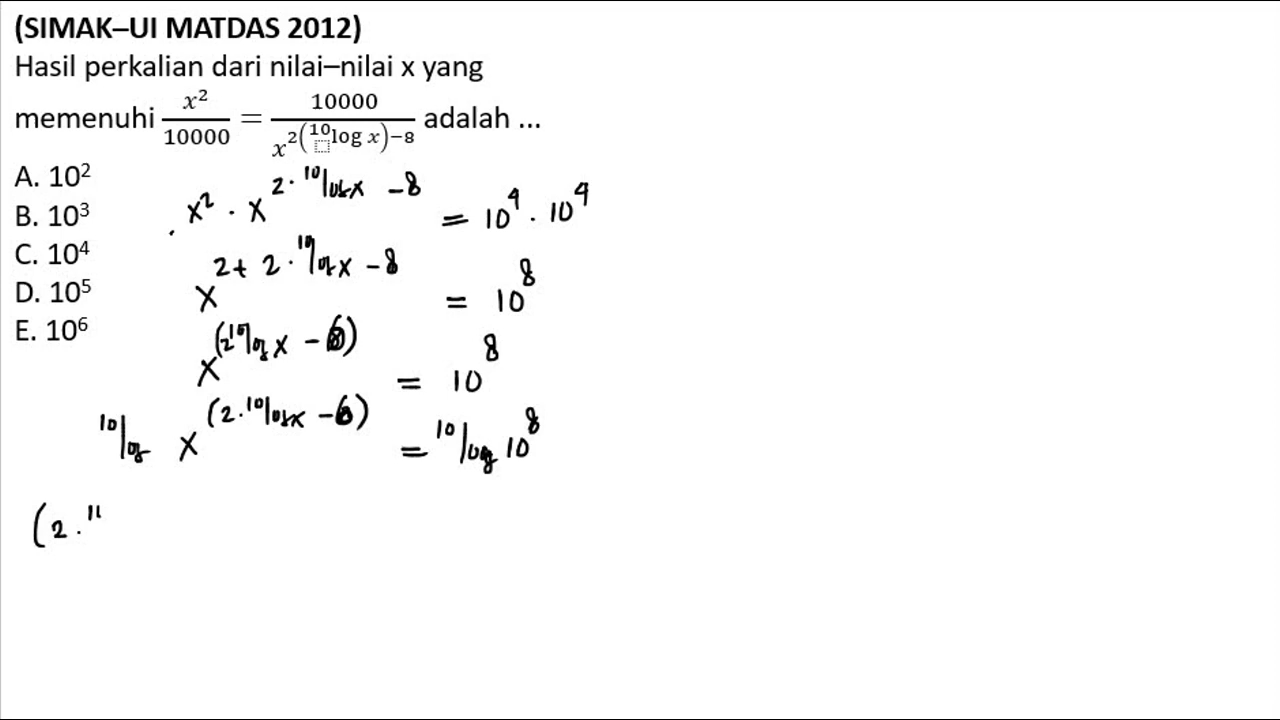 (SIMAK–UI MATDAS 2012)
Hasil perkalian dari nilai–nilai x yang
memenuhi x²/10000 = 10000/x^(2(¹⁰log x)−8) adalah ...
A. 10²
B. 10³
C. 10⁴
D. 10⁵
E. 10⁶
x² · x^(2 · ¹⁰log x − 8) = 10⁴ · 10⁴
x^(2 + 2 · ¹⁰log x − 8) = 10⁸
x^(2 ¹⁰log x − 6) = 10⁸
¹⁰log x^(2 · ¹⁰log x − 6) = ¹⁰log 10⁸
(2 ·